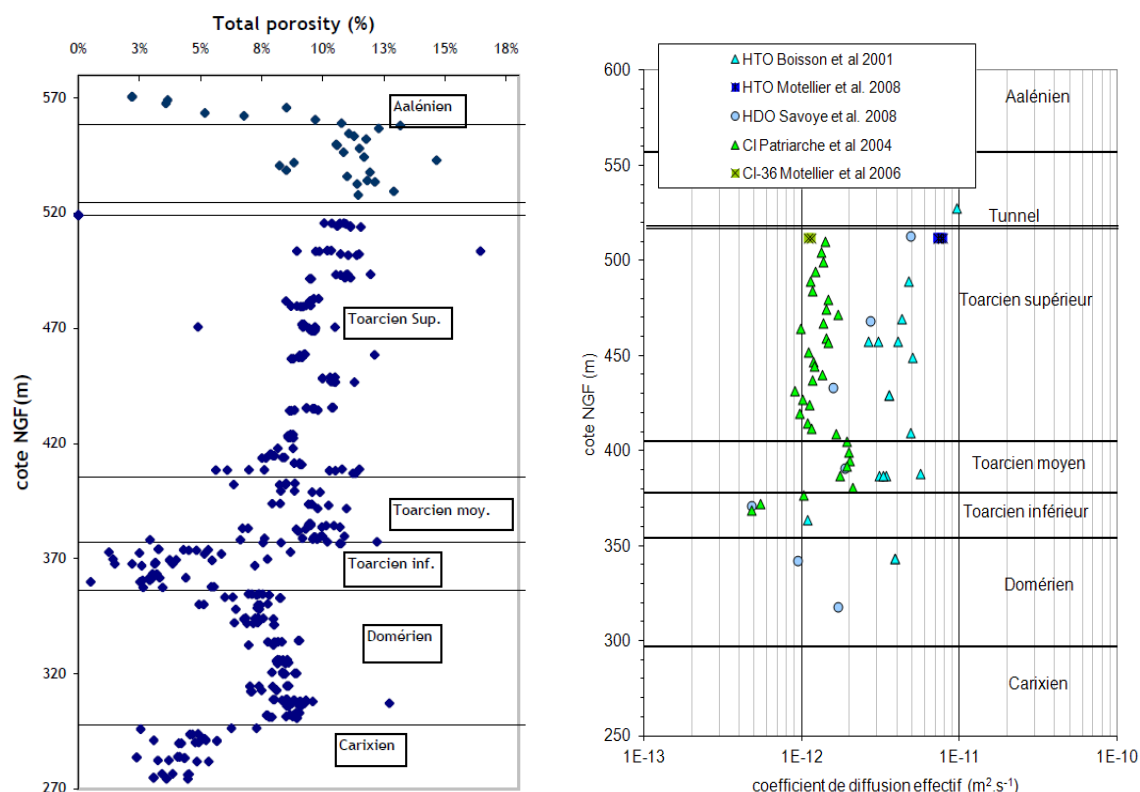 Total porosity (%)
0% 3% 5% 8% 10% 13% 15% 18%
570
520
470
420
370
320
270
cote NGF(m)
Aalénien
Toarcien Sup.
Toarcien moy.
Toarcien inf.
Domérien
Carixien
HTO Boisson et al 2001
HTO Motellier et al. 2008
HDO Savoye et al. 2008
Cl Patriarche et al 2004
Cl-36 Motellier et al 2006
600
550
500
450
400
350
300
250
cote NGF (m)
Aalénien
Tunnel
Toarcien supérieur
Toarcien moyen
Toarcien inférieur
Domérien
Carixien
1E-13 1E-12 1E-11 1E-10
coefficient de diffusion effectif (m².s⁻¹)